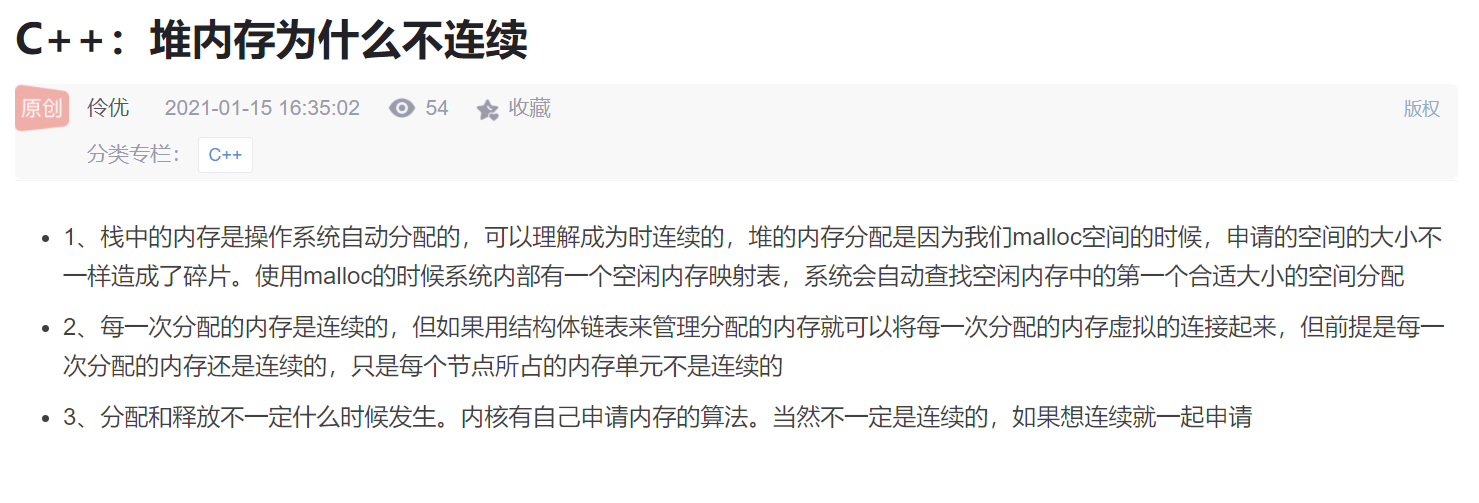 C++：堆内存为什么不连续
原创 伶优 2021-01-15 16:35:02 54 收藏 版权
分类专栏： C++
1、栈中的内存是操作系统自动分配的，可以理解成为时连续的，堆的内存分配是因为我们malloc空间的时候，申请的空间的大小不
一样造成了碎片。使用malloc的时候系统内部有一个空闲内存映射表，系统会自动查找空闲内存中的第一个合适大小的空间分配
2、每一次分配的内存是连续的，但如果用结构体链表来管理分配的内存就可以将每一次分配的内存虚拟的连接起来，但前提是每一
次分配的内存还是连续的，只是每个节点所占的内存单元不是连续的
3、分配和释放不一定什么时候发生。内核有自己申请内存的算法。当然不一定是连续的，如果想连续就一起申请